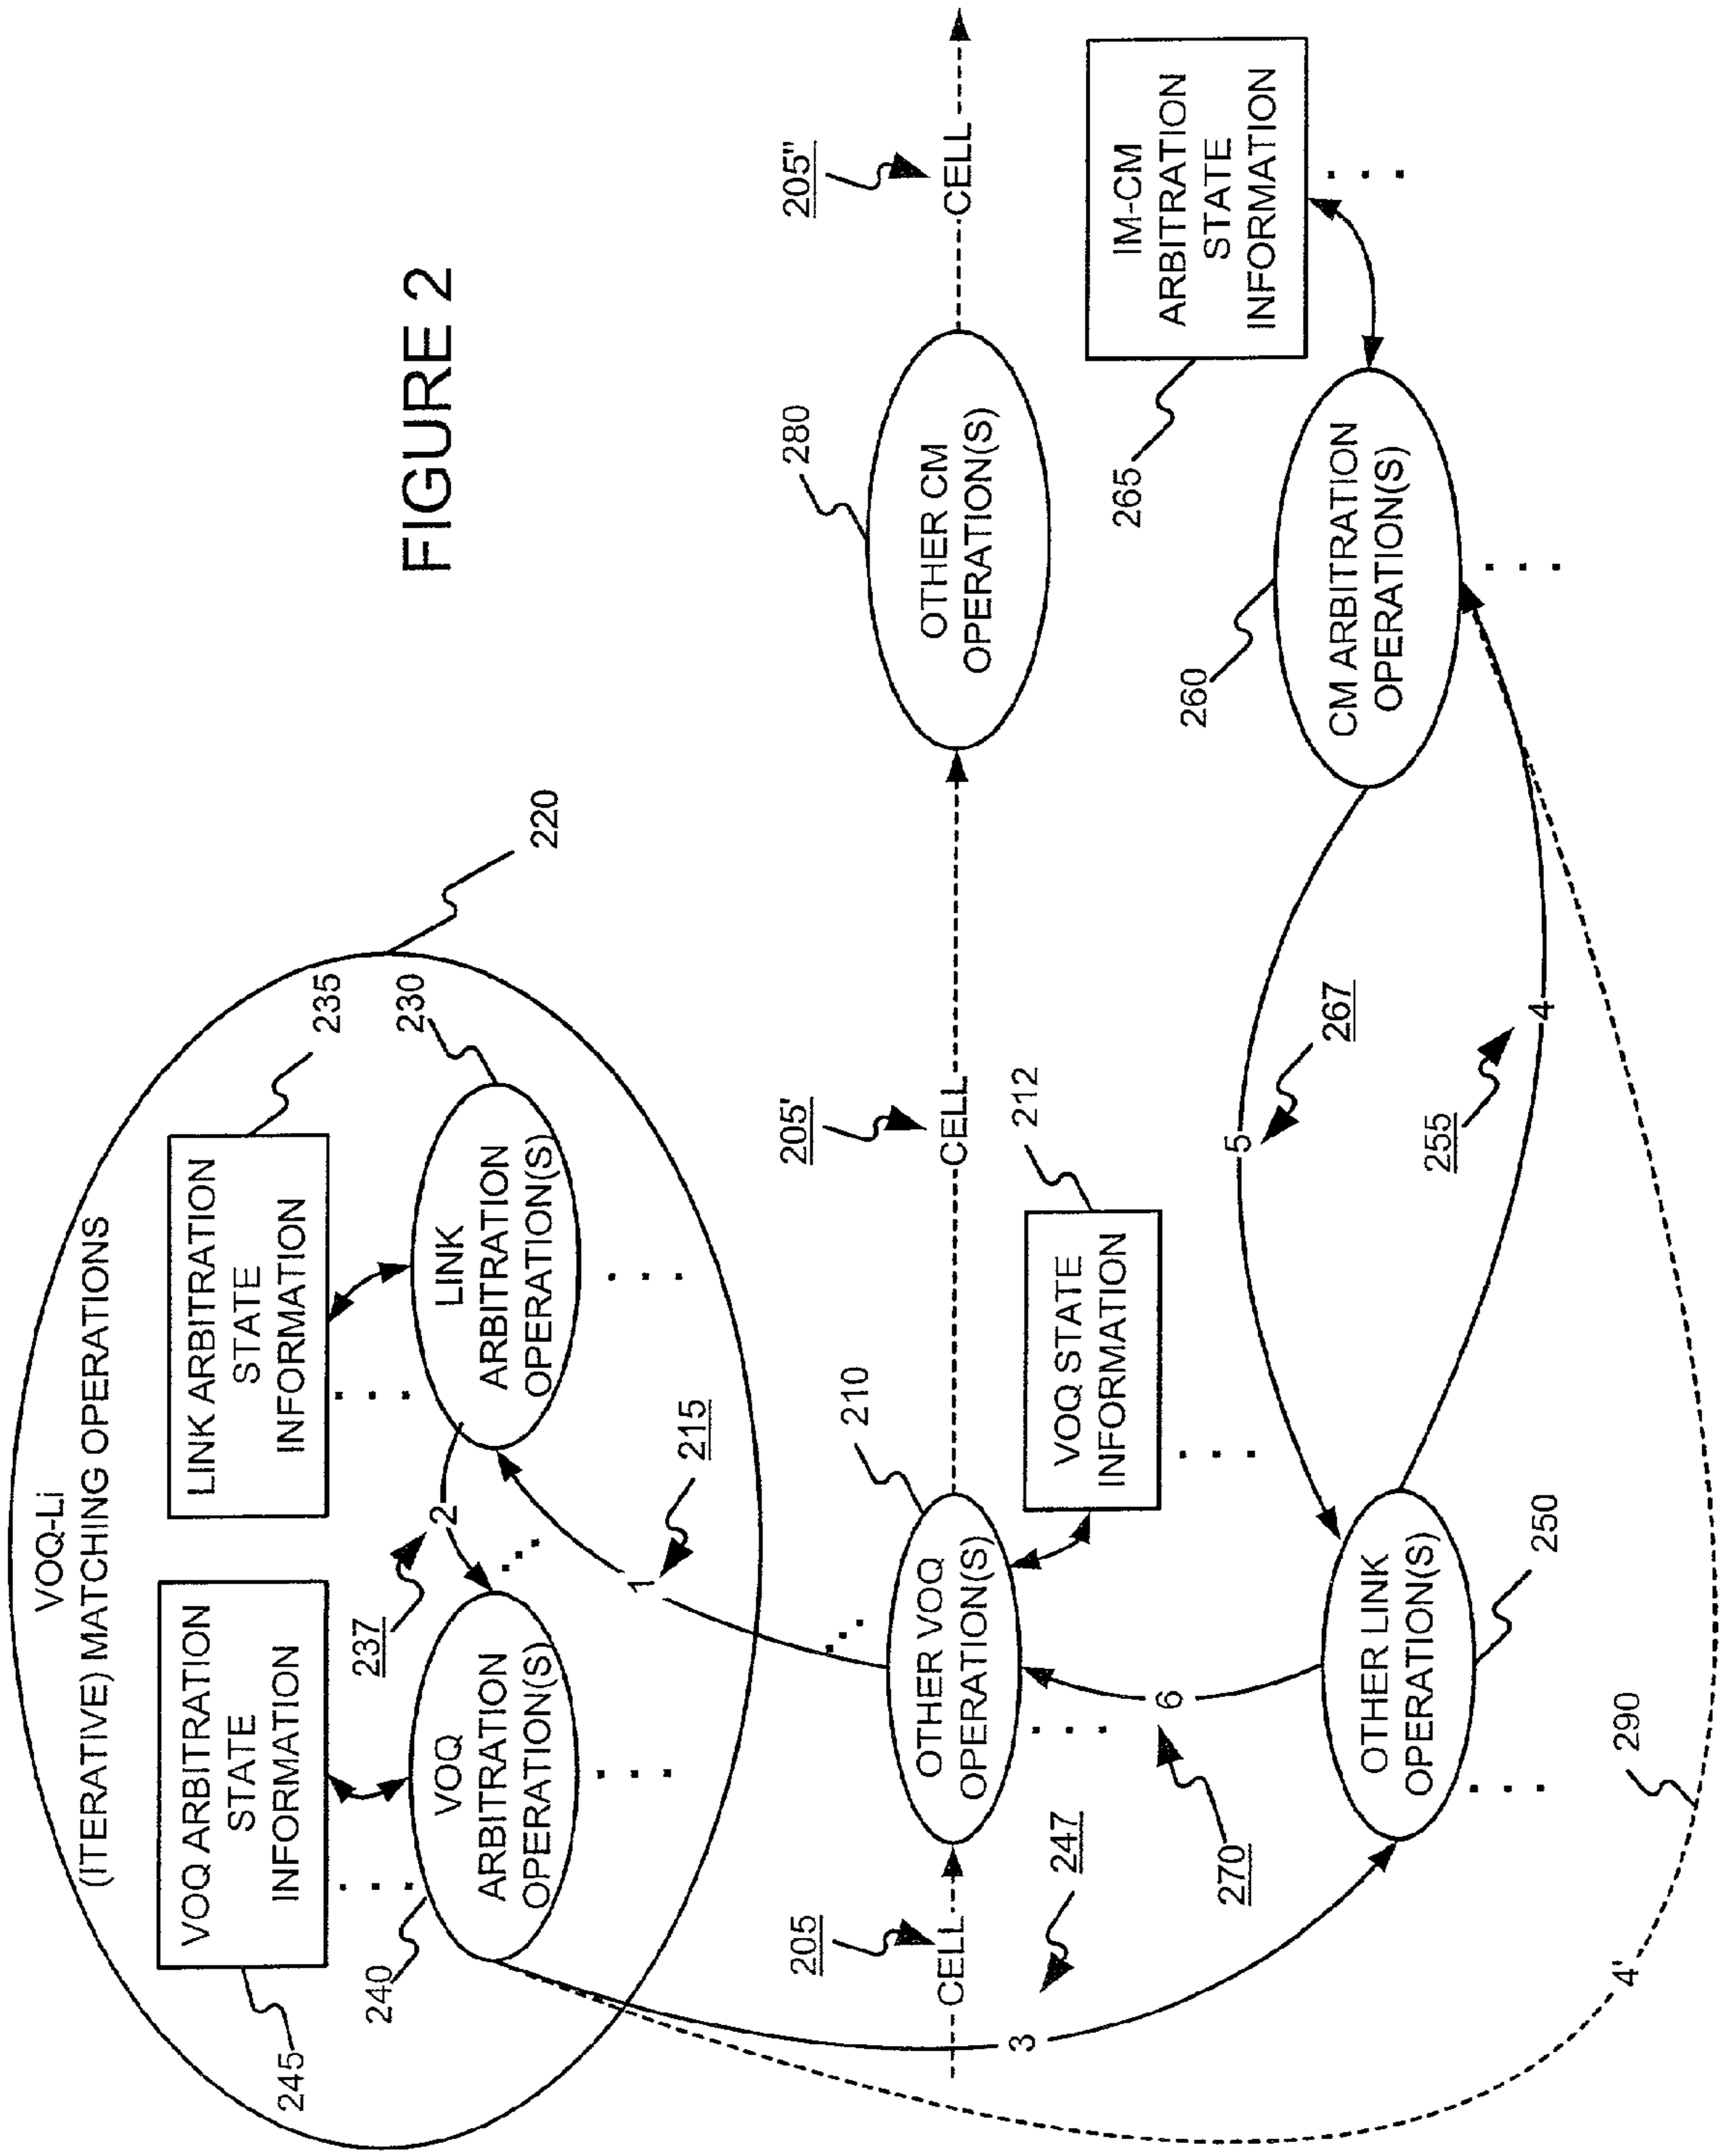 VOQ-Li
(ITERATIVE) MATCHING OPERATIONS
220
VOQ ARBITRATION
STATE
INFORMATION
245
LINK ARBITRATION
STATE
INFORMATION
235
FIGURE 2
237
2
240
VOQ
ARBITRATION
OPERATION(S)
LINK
ARBITRATION
OPERATION(S)
230
1
215
205
CELL
OTHER VOQ
OPERATION(S)
210
205'
CELL
OTHER CM
OPERATION(S)
280
205"
CELL
3
247
VOQ STATE
INFORMATION
212
6
270
5
267
260
265
IM-CM
ARBITRATION
STATE
INFORMATION
OTHER LINK
OPERATION(S)
250
CM ARBITRATION
OPERATION(S)
255
4
4'
290